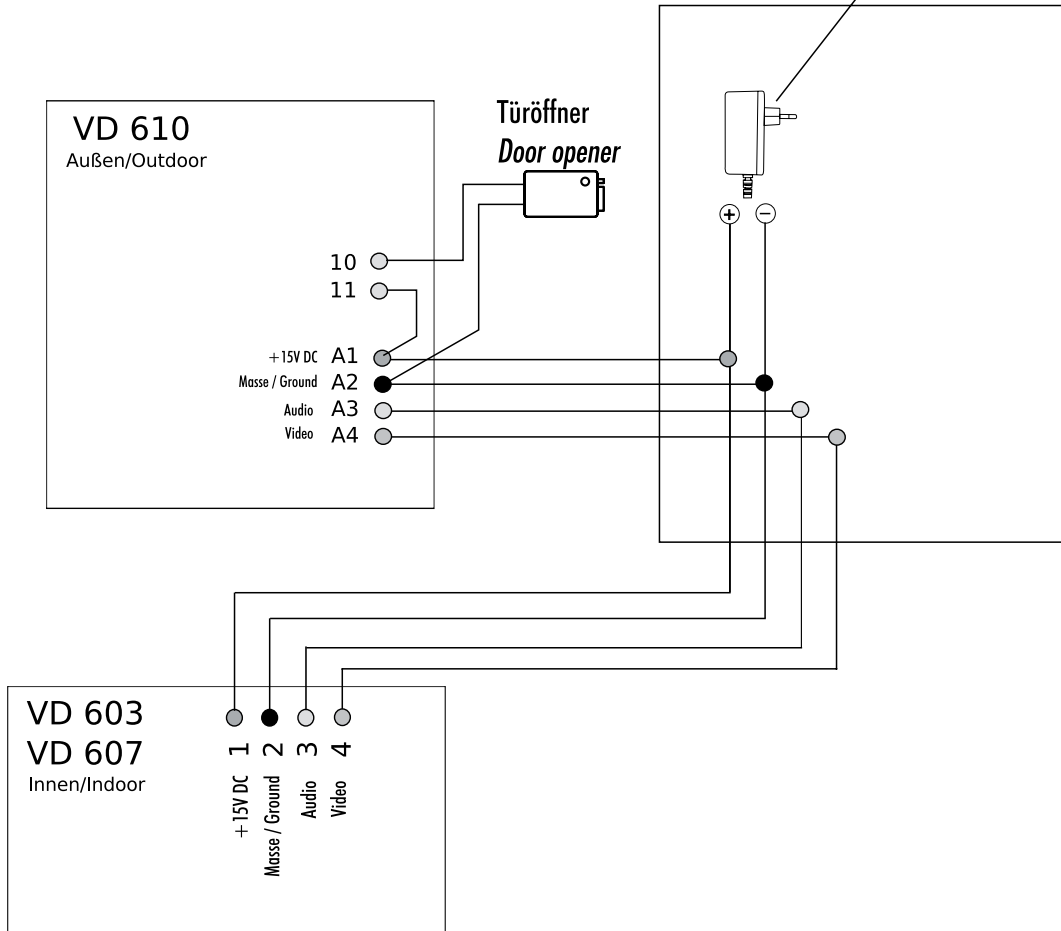 VD 610
Außen/Outdoor
Türöffner
Door opener
10
11
+15V DC A1
Masse / Ground A2
Audio A3
Video A4
+ −
VD 603
VD 607
Innen/Indoor
1 2 3 4
+15V DC
Masse / Ground
Audio
Video